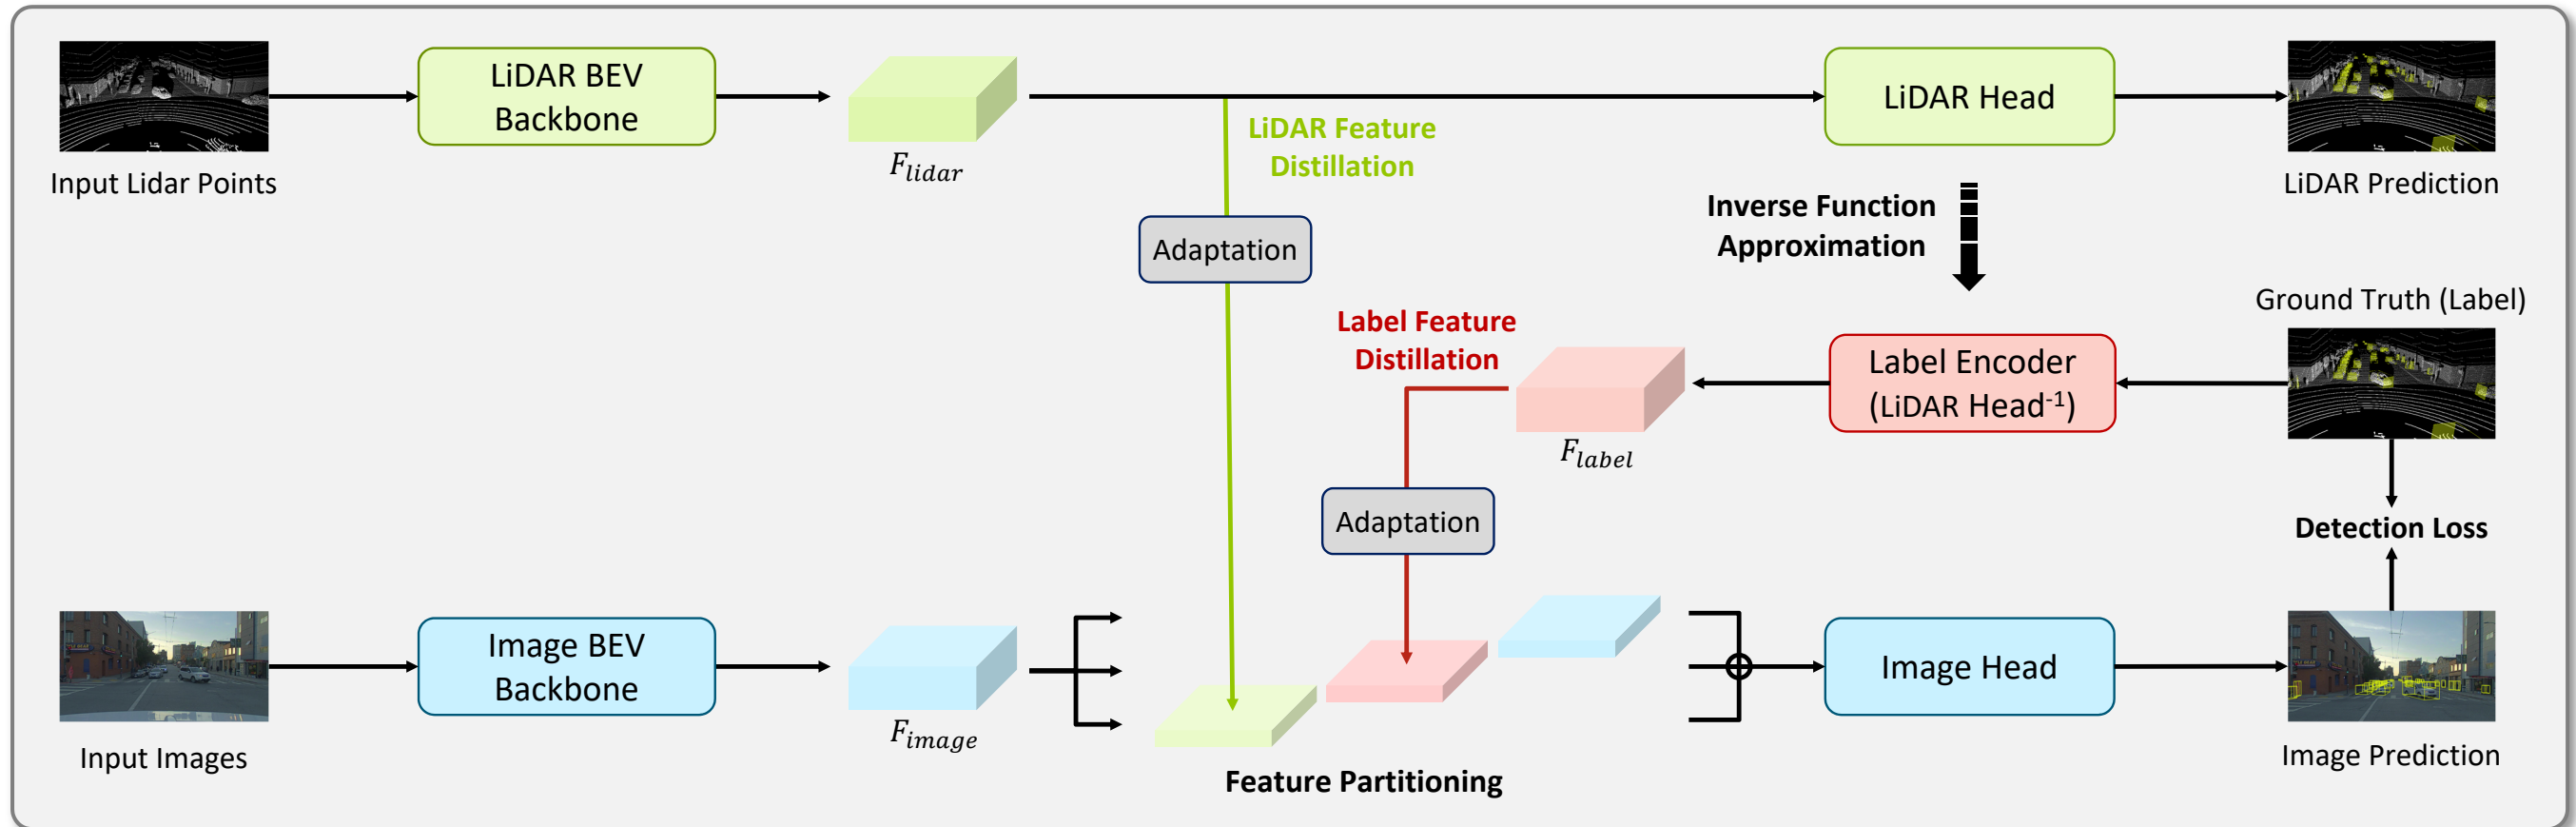 LiDAR BEV
Backbone
LiDAR Head
Input Lidar Points
F_lidar
LiDAR Feature
Distillation
LiDAR Prediction
Inverse Function
Approximation
Adaptation
Ground Truth (Label)
Label Feature
Distillation
Label Encoder
(LiDAR Head⁻¹)
F_label
Adaptation
Detection Loss
Image BEV
Backbone
Image Head
F_image
Input Images
Image Prediction
Feature Partitioning